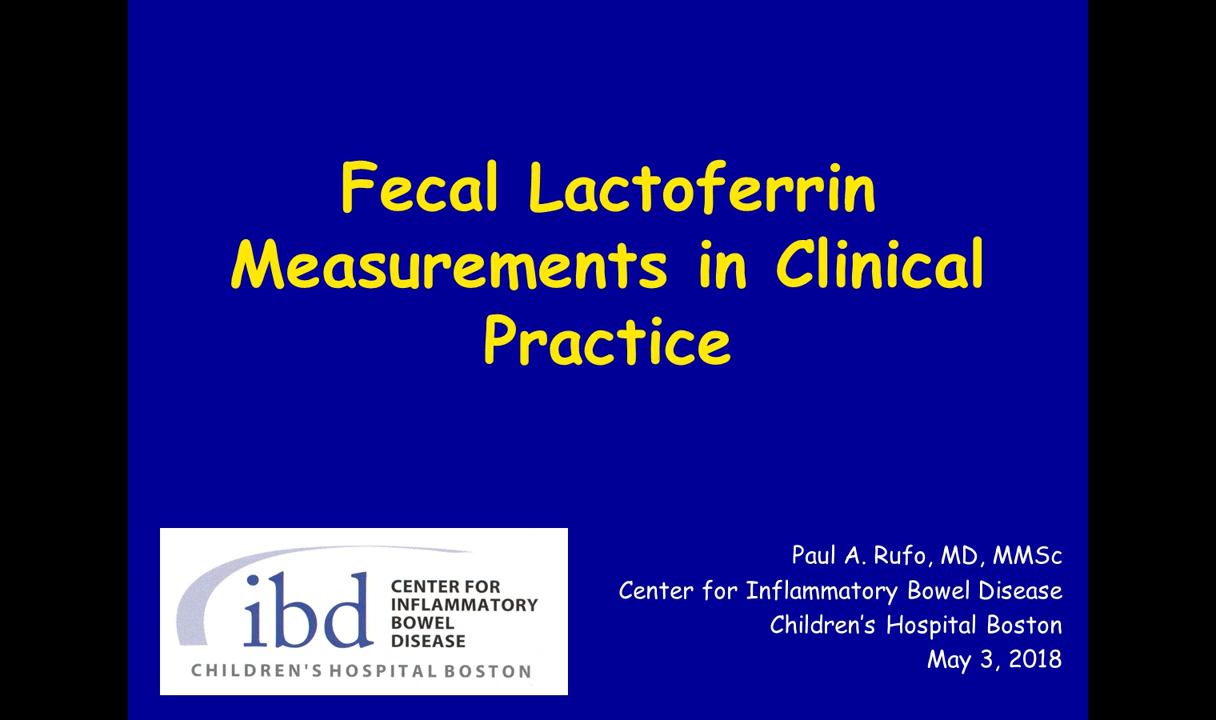 Fecal Lactoferrin
Measurements in Clinical
Practice
ibd
CENTER FOR
INFLAMMATORY
BOWEL
DISEASE
CHILDREN'S HOSPITAL BOSTON
Paul A. Rufo, MD, MMSc
Center for Inflammatory Bowel Disease
Children’s Hospital Boston
May 3, 2018